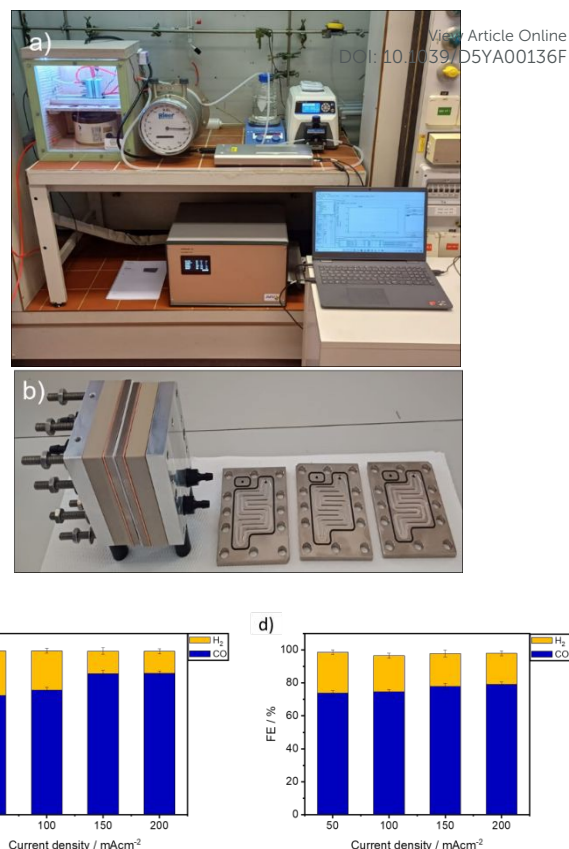 View Article Online
DOI: 10.1039/D5YA00136F
a)
b)
H₂
CO
100
150
200
Current density / mAcm⁻²
d)
H₂
CO
FE / %
100
80
60
40
20
0
50
100
150
200
Current density / mAcm⁻²